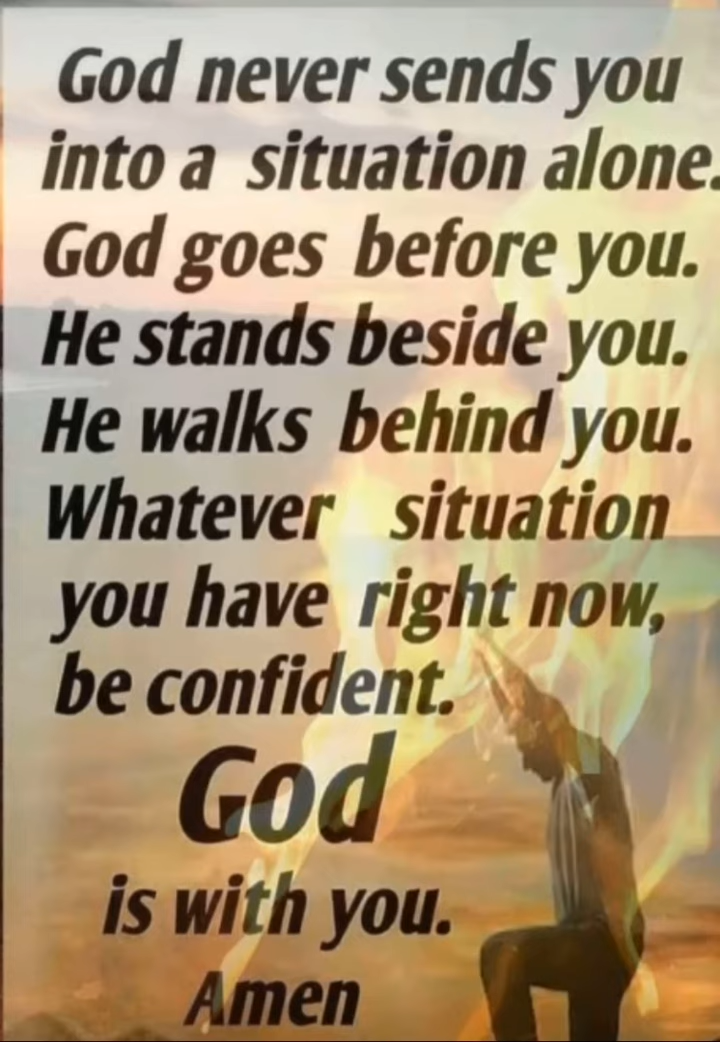 God never sends you
into a situation alone.
God goes before you.
He stands beside you.
He walks behind you.
Whatever situation
you have right now,
be confident.
God
is with you.
Amen